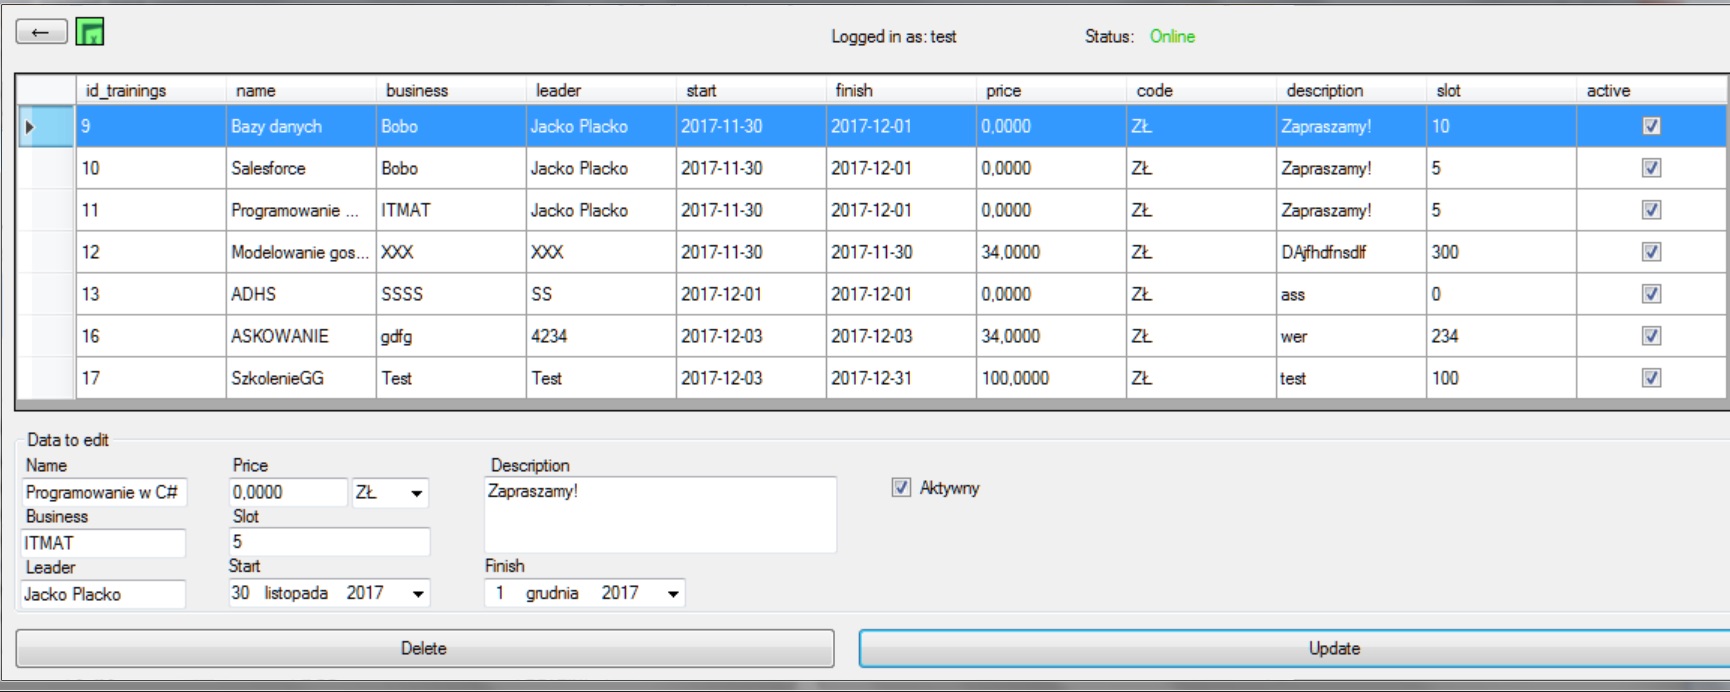 ←
Logged in as: test Status: Online
id_trainings name business leader start finish price code description slot active
9 Bazy danych Bobo Jacko Placko 2017-11-30 2017-12-01 0,0000 ZŁ Zapraszamy! 10
10 Salesforce Bobo Jacko Placko 2017-11-30 2017-12-01 0,0000 ZŁ Zapraszamy! 5
11 Programowanie ... ITMAT Jacko Placko 2017-11-30 2017-12-01 0,0000 ZŁ Zapraszamy! 5
12 Modelowanie gos... XXX XXX 2017-11-30 2017-11-30 34,0000 ZŁ DAjfhdfnsdlf 300
13 ADHS SSSS SS 2017-12-01 2017-12-01 0,0000 ZŁ ass 0
16 ASKOWANIE gdfg 4234 2017-12-03 2017-12-03 34,0000 ZŁ wer 234
17 SzkolenieGG Test Test 2017-12-03 2017-12-31 100,0000 ZŁ test 100
Data to edit
Name Price Description
Programowanie w C# 0,0000 ZŁ Zapraszamy! Aktywny
Business Slot
ITMAT 5
Leader Start Finish
Jacko Placko 30 listopada 2017 1 grudnia 2017
Delete Update